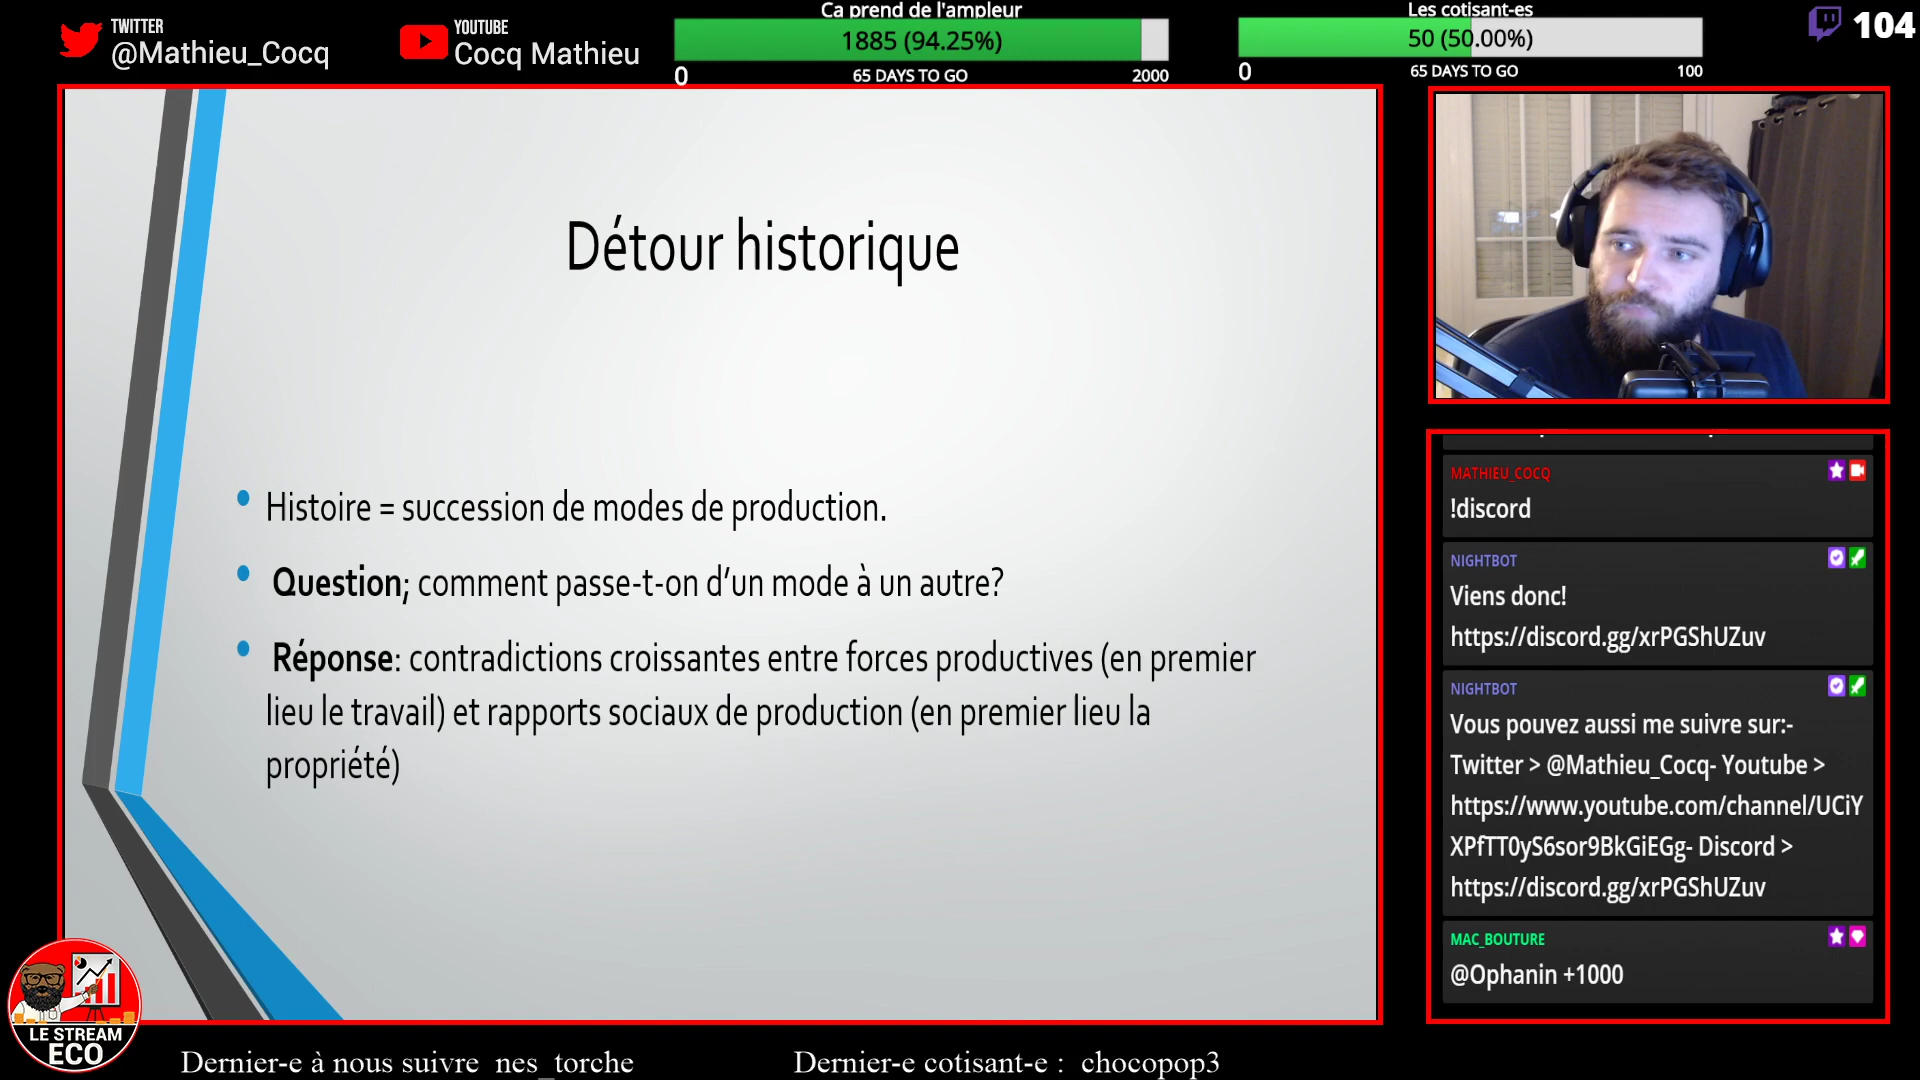 TWITTER
@Mathieu_Cocq
YOUTUBE
Cocq Mathieu
Ca prend de l'ampleur
1885 (94.25%)
0
65 DAYS TO GO
2000
Les cotisant-es
50 (50.00%)
0
65 DAYS TO GO
100
104
Détour historique
Histoire = succession de modes de production.
Question; comment passe-t-on d’un mode à un autre?
Réponse: contradictions croissantes entre forces productives (en premier
lieu le travail) et rapports sociaux de production (en premier lieu la
propriété)
MATHIEU_COCQ
!discord
NIGHTBOT
Viens donc!
https://discord.gg/xrPGShUZuv
NIGHTBOT
Vous pouvez aussi me suivre sur:-
Twitter > @Mathieu_Cocq- Youtube >
https://www.youtube.com/channel/UCiY
XPfTT0yS6sor9BkGiEGg- Discord >
https://discord.gg/xrPGShUZuv
MAC_BOUTURE
@Ophanin +1000
LE STREAM
ECO
Dernier-e à nous suivre nes_torche
Dernier-e cotisant-e : chocopop3